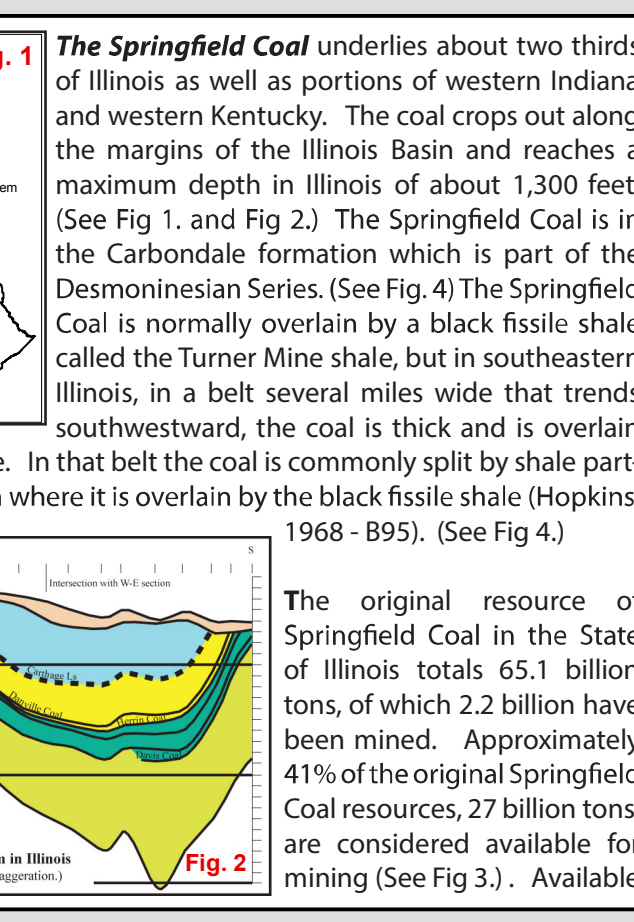 g. 1
The Springfield Coal underlies about two thirds
of Illinois as well as portions of western Indiana
and western Kentucky. The coal crops out along
the margins of the Illinois Basin and reaches a
em
maximum depth in Illinois of about 1,300 feet
(See Fig 1. and Fig 2.) The Springfield Coal is in
the Carbondale formation which is part of the
Desmoninesian Series. (See Fig. 4) The Springfield
Coal is normally overlain by a black fissile shale
called the Turner Mine shale, but in southeastern
Illinois, in a belt several miles wide that trends
southwestward, the coal is thick and is overlain
e. In that belt the coal is commonly split by shale part-
n where it is overlain by the black fissile shale (Hopkins
1968 - B95). (See Fig 4.)
S
Intersection with W-E section
Carthage Ls
Danville Coal
Herrin Coal
Davis Coal
m in Illinois
aggeration.)
Fig. 2
The original resource of
Springfield Coal in the State
of Illinois totals 65.1 billion
tons, of which 2.2 billion have
been mined. Approximately
41% of the original Springfield
Coal resources, 27 billion tons
are considered available for
mining (See Fig 3.) . Available